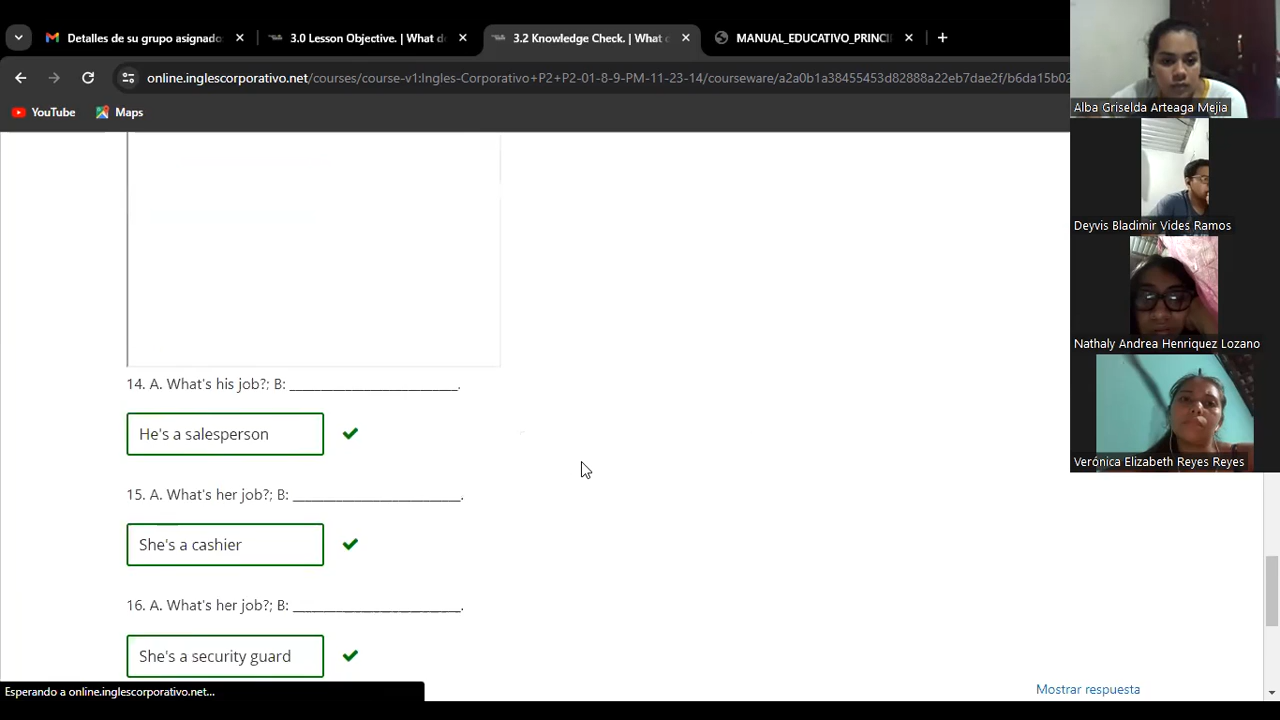 Detalles de su grupo asignado
3.0 Lesson Objective. | What d
3.2 Knowledge Check. | What
MANUAL_EDUCATIVO_PRINCI
online.inglescorporativo.net/courses/course-v1:Ingles-Corporativo+P2+P2-01-8-9-PM-11-23-14/courseware/a2a0b1a38455453d82888a22eb7dae2f/b6da15b02
YouTube
Maps
14. A. What's his job?; B: _________________________.
He's a salesperson
15. A. What's her job?; B: _________________________.
She's a cashier
16. A. What's her job?; B: _________________________.
She's a security guard
Mostrar respuesta
Esperando a online.inglescorporativo.net...
Alba Griselda Arteaga Mejia
Deyvis Bladimir Vides Ramos
Nathaly Andrea Henriquez Lozano
Verónica Elizabeth Reyes Reyes